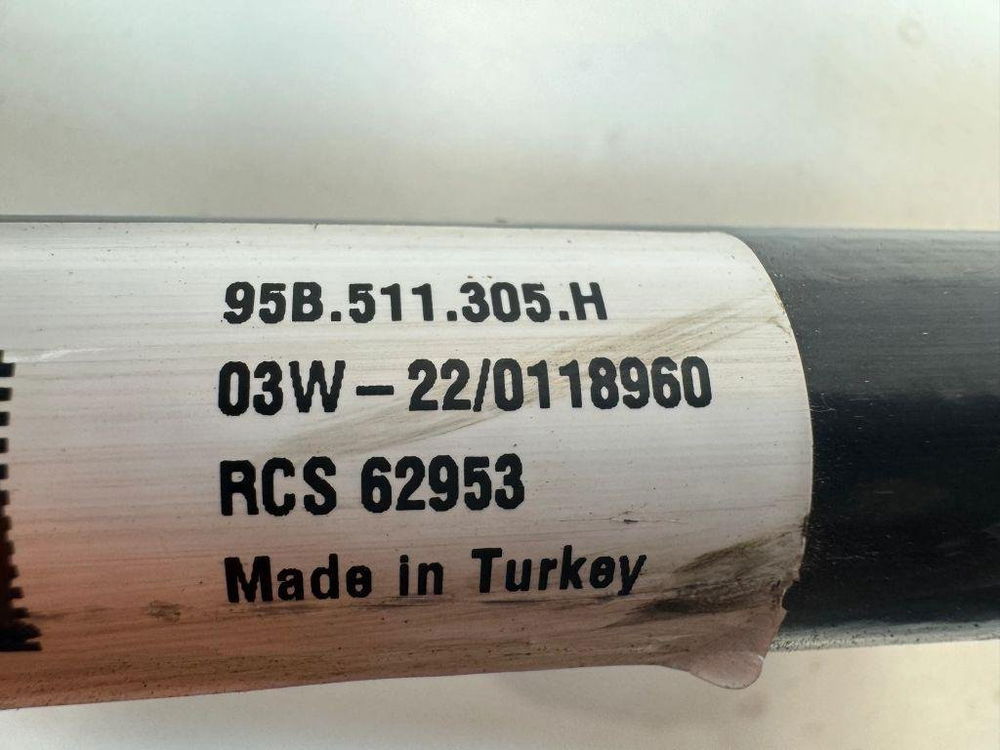 95B.511.305.H
03W – 22/0118960
RCS 62953
Made in Turkey